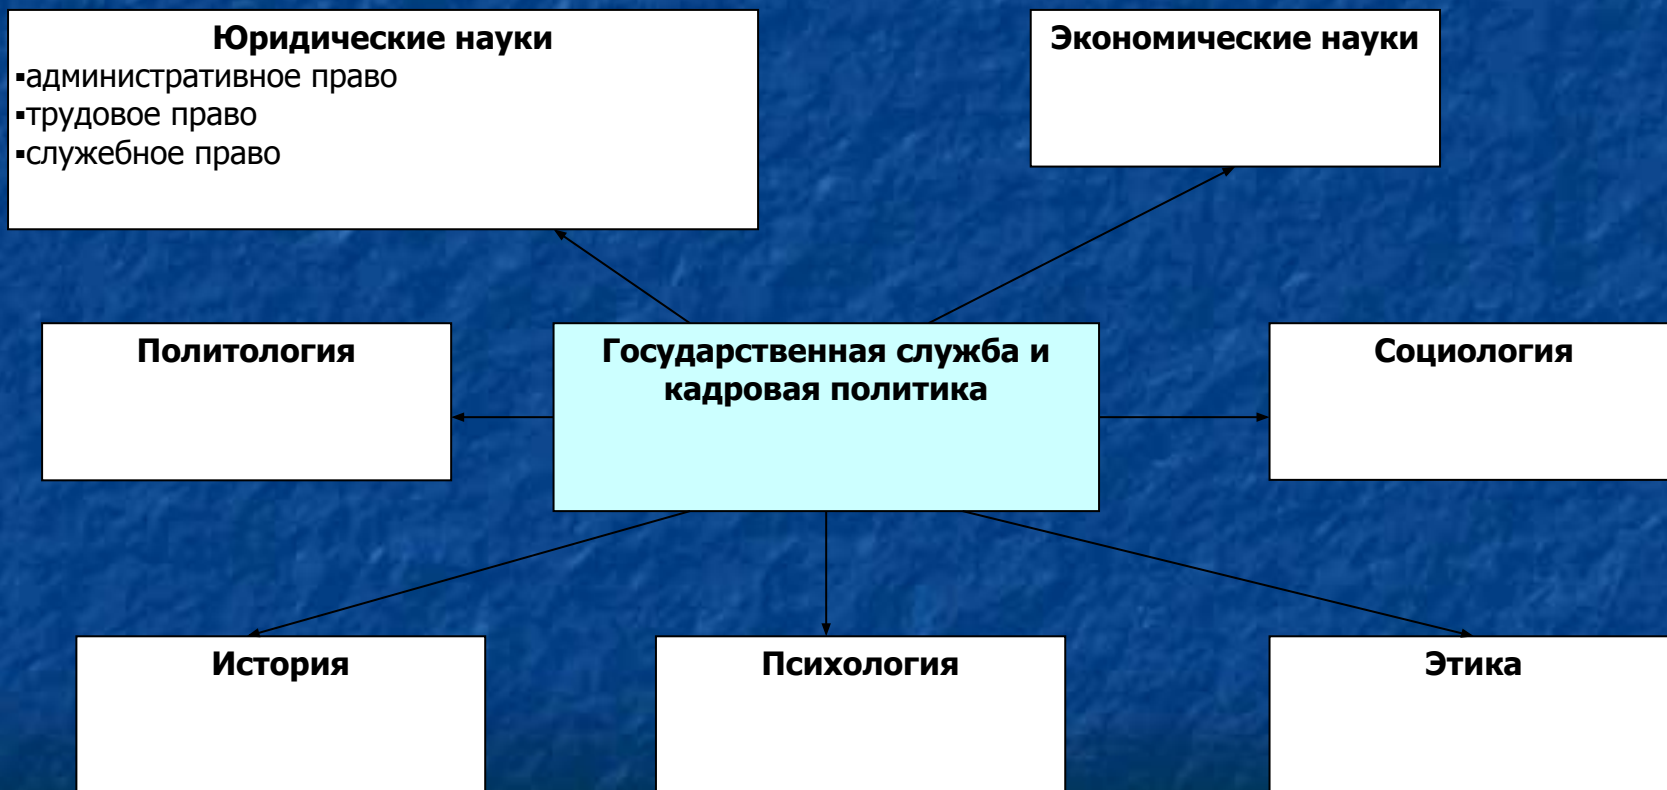 Юридические науки
▪административное право
▪трудовое право
▪служебное право
Экономические науки
Политология
Государственная служба и
кадровая политика
Социология
История
Психология
Этика